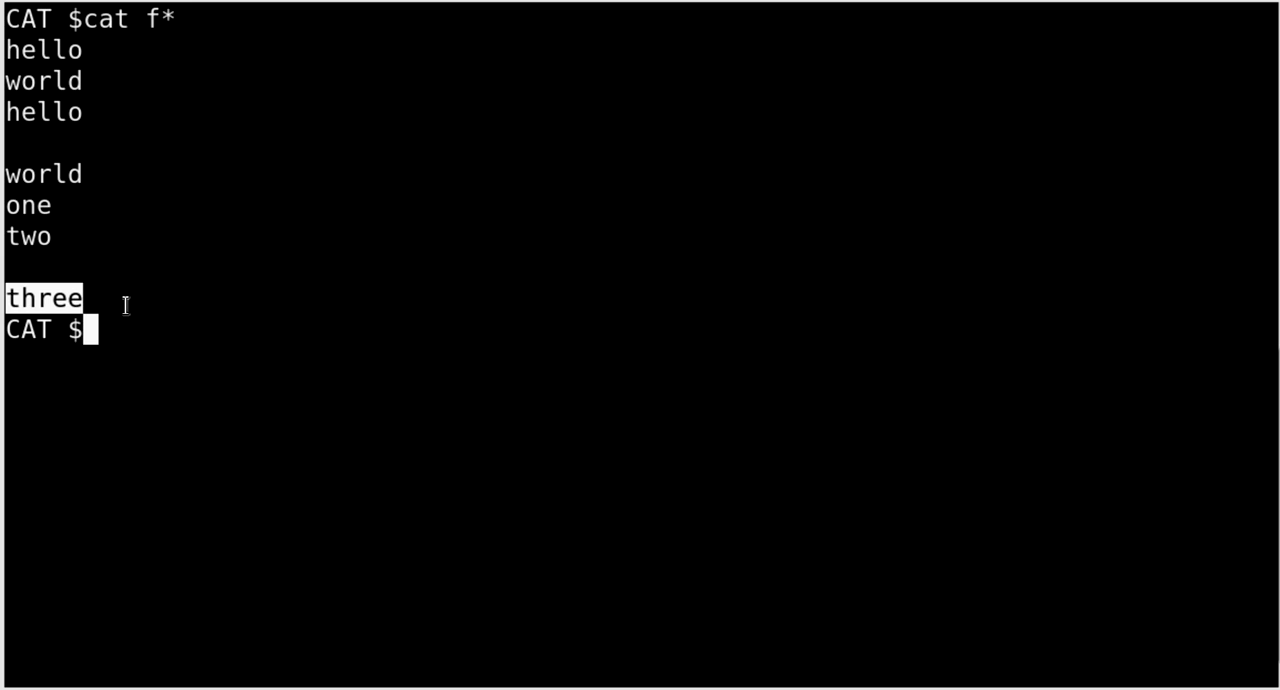 CAT $cat f*
hello
world
hello

world
one
two

three
CAT $